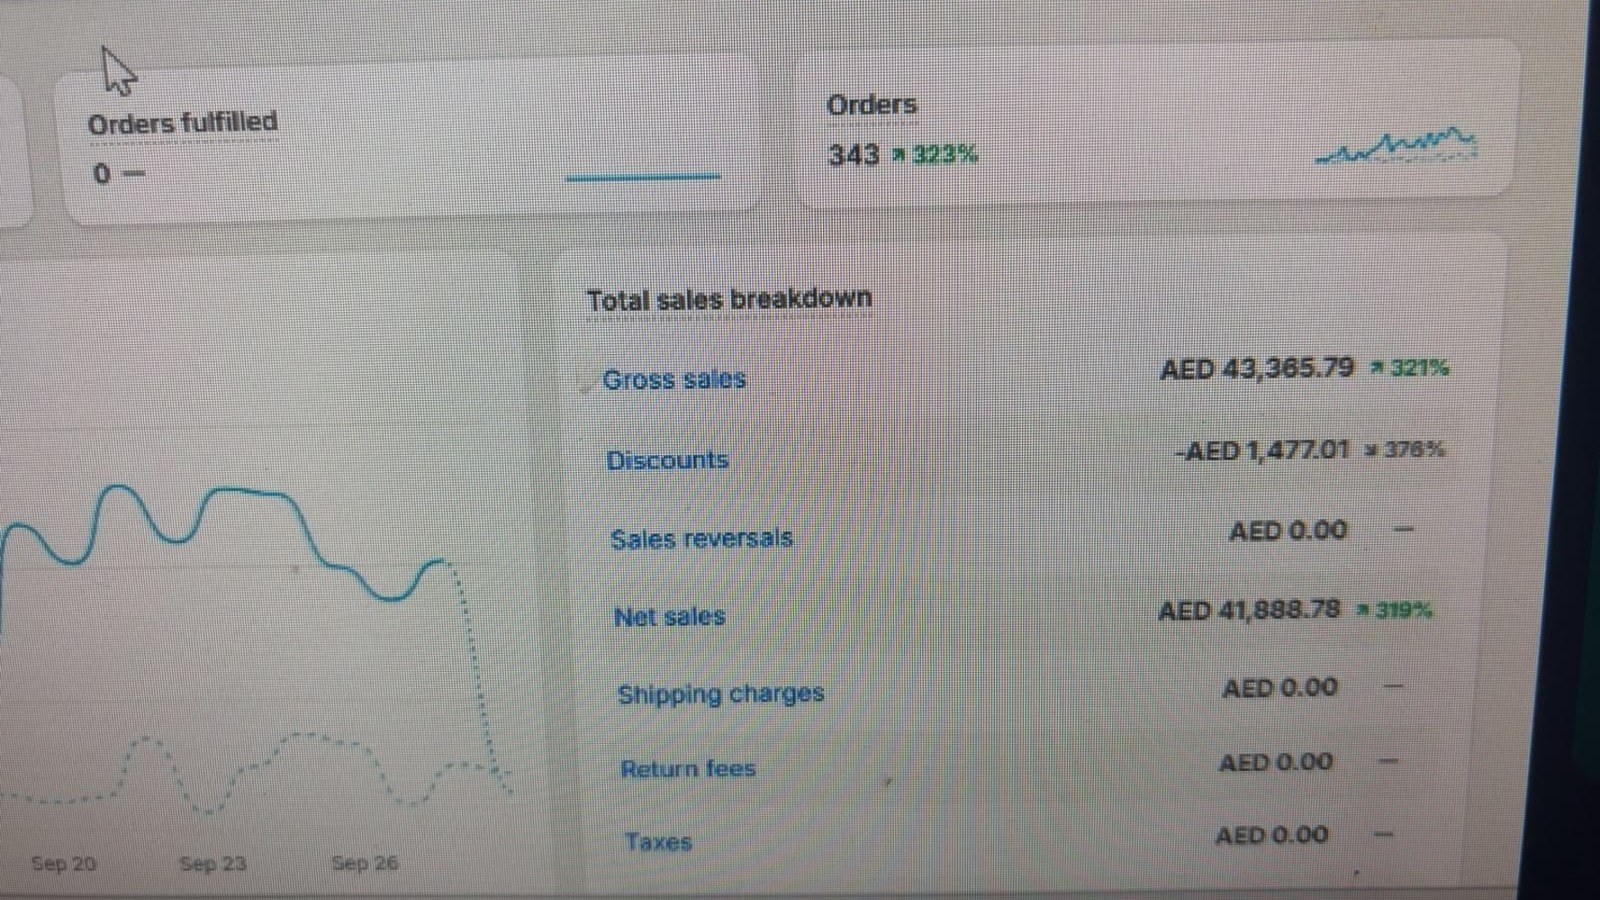 Orders fulfilled
0 —
Orders
343 ↗ 323%
Total sales breakdown
Gross sales AED 43,365.79 ↗ 321%
Discounts -AED 1,477.01 ↘ 376%
Sales reversals AED 0.00 —
Net sales AED 41,888.78 ↗ 319%
Shipping charges AED 0.00 —
Return fees AED 0.00 —
Taxes AED 0.00 —
Sep 20 Sep 23 Sep 26